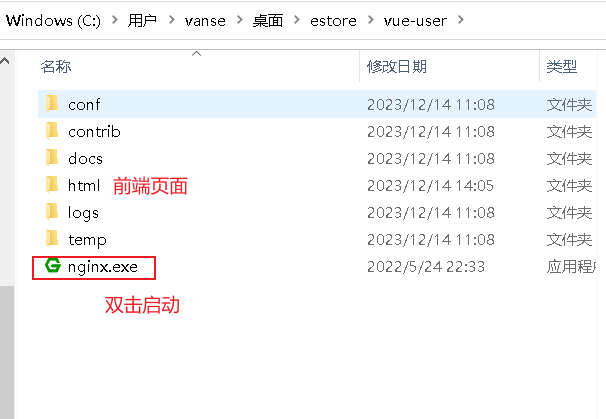 Windows (C:) > 用户 > vanse > 桌面 > estore > vue-user >
名称 修改日期 类型
conf 2023/12/14 11:08 文件夹
contrib 2023/12/14 11:08 文件夹
docs 2023/12/14 11:08 文件夹
html 前端页面 2023/12/14 14:05 文件夹
logs 2023/12/14 11:08 文件夹
temp 2023/12/14 11:08 文件夹
nginx.exe 2022/5/24 22:33 应用程序
双击启动